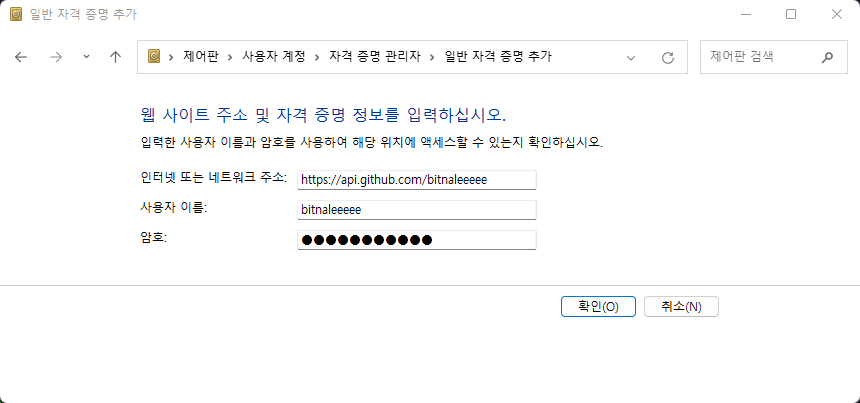 일반 자격 증명 추가
제어판 > 사용자 계정 > 자격 증명 관리자 > 일반 자격 증명 추가
제어판 검색
웹 사이트 주소 및 자격 증명 정보를 입력하십시오.
입력한 사용자 이름과 암호를 사용하여 해당 위치에 액세스할 수 있는지 확인하십시오.
인터넷 또는 네트워크 주소: https://api.github.com/bitnaleeeee
사용자 이름: bitnaleeeee
암호: ●●●●●●●●●●●
확인(O) 취소(N)